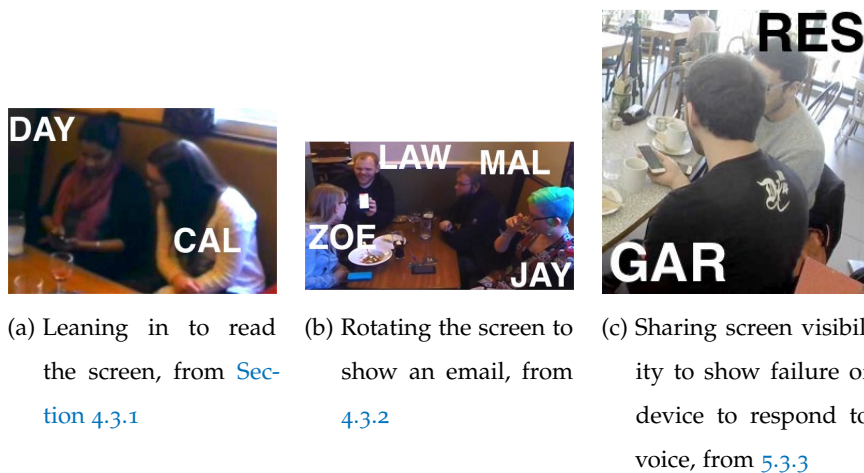 DAY
CAL
LAW
MAL
ZOE
JAY
RES
GAR
(a) Leaning in to read
the screen, from Sec-
tion 4.3.1
(b) Rotating the screen to
show an email, from
4.3.2
(c) Sharing screen visibil
ity to show failure
device to respond to
voice, from 5.3.3